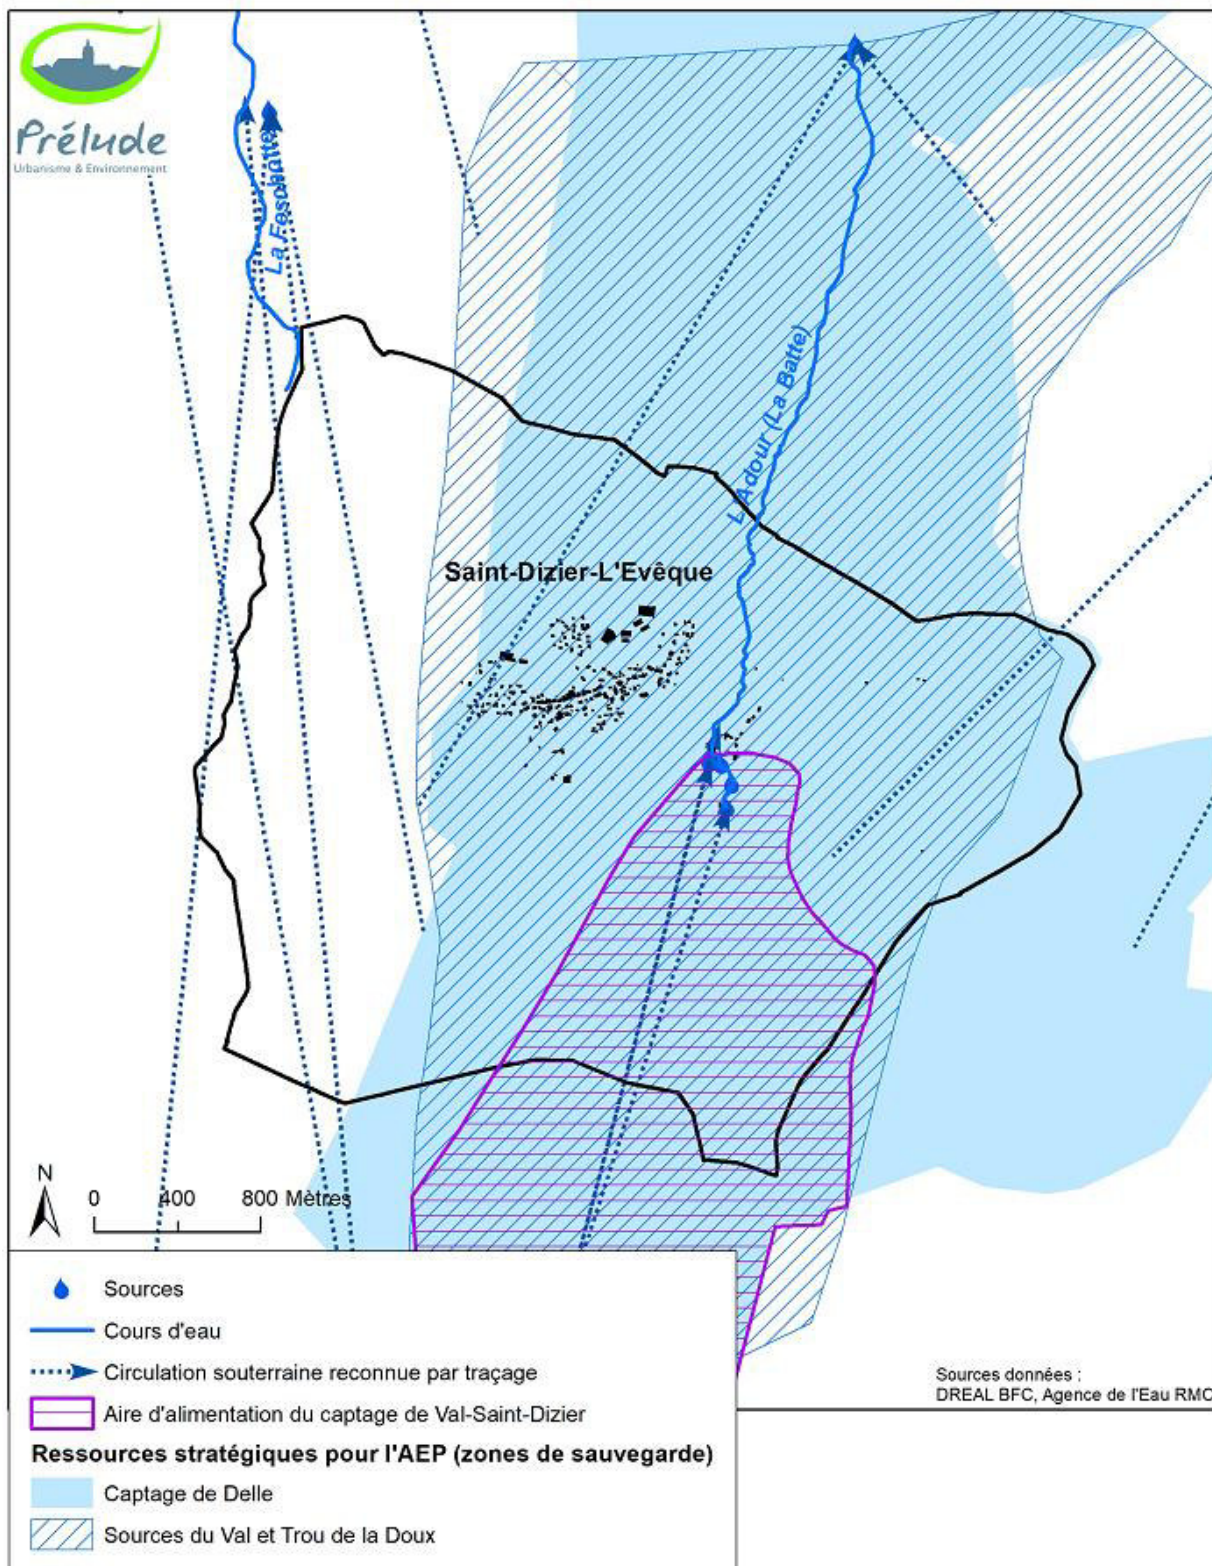 Prélude
Urbanisme & Environnement
La Feschotte
L'Adour (La Batte)
Saint-Dizier-L'Evêque
N
0 400 800 Mètres
Sources
Cours d'eau
Circulation souterraine reconnue par traçage
Aire d'alimentation du captage de Val-Saint-Dizier
Ressources stratégiques pour l'AEP (zones de sauvegarde)
Captage de Delle
Sources du Val et Trou de la Doux
Sources données :
DREAL BFC, Agence de l'Eau RMC